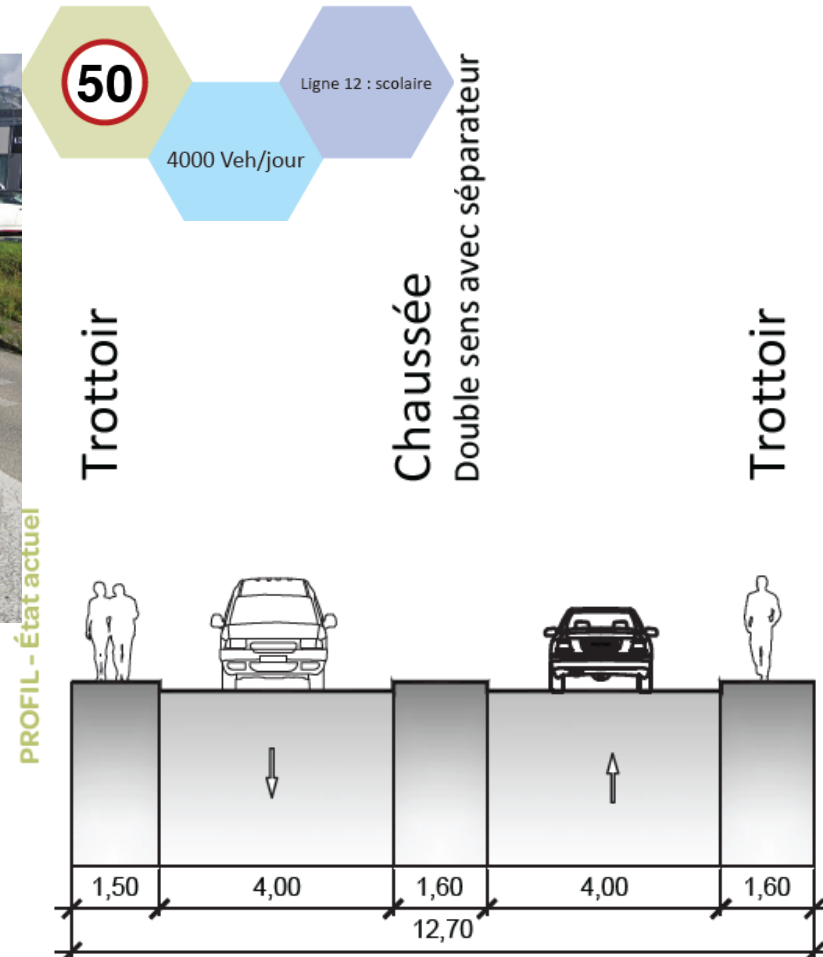 50
Ligne 12 : scolaire
4000 Veh/jour
Trottoir
Chaussée
Double sens avec séparateur
Trottoir
PROFIL - État actuel
1,50
4,00
1,60
4,00
1,60
12,70